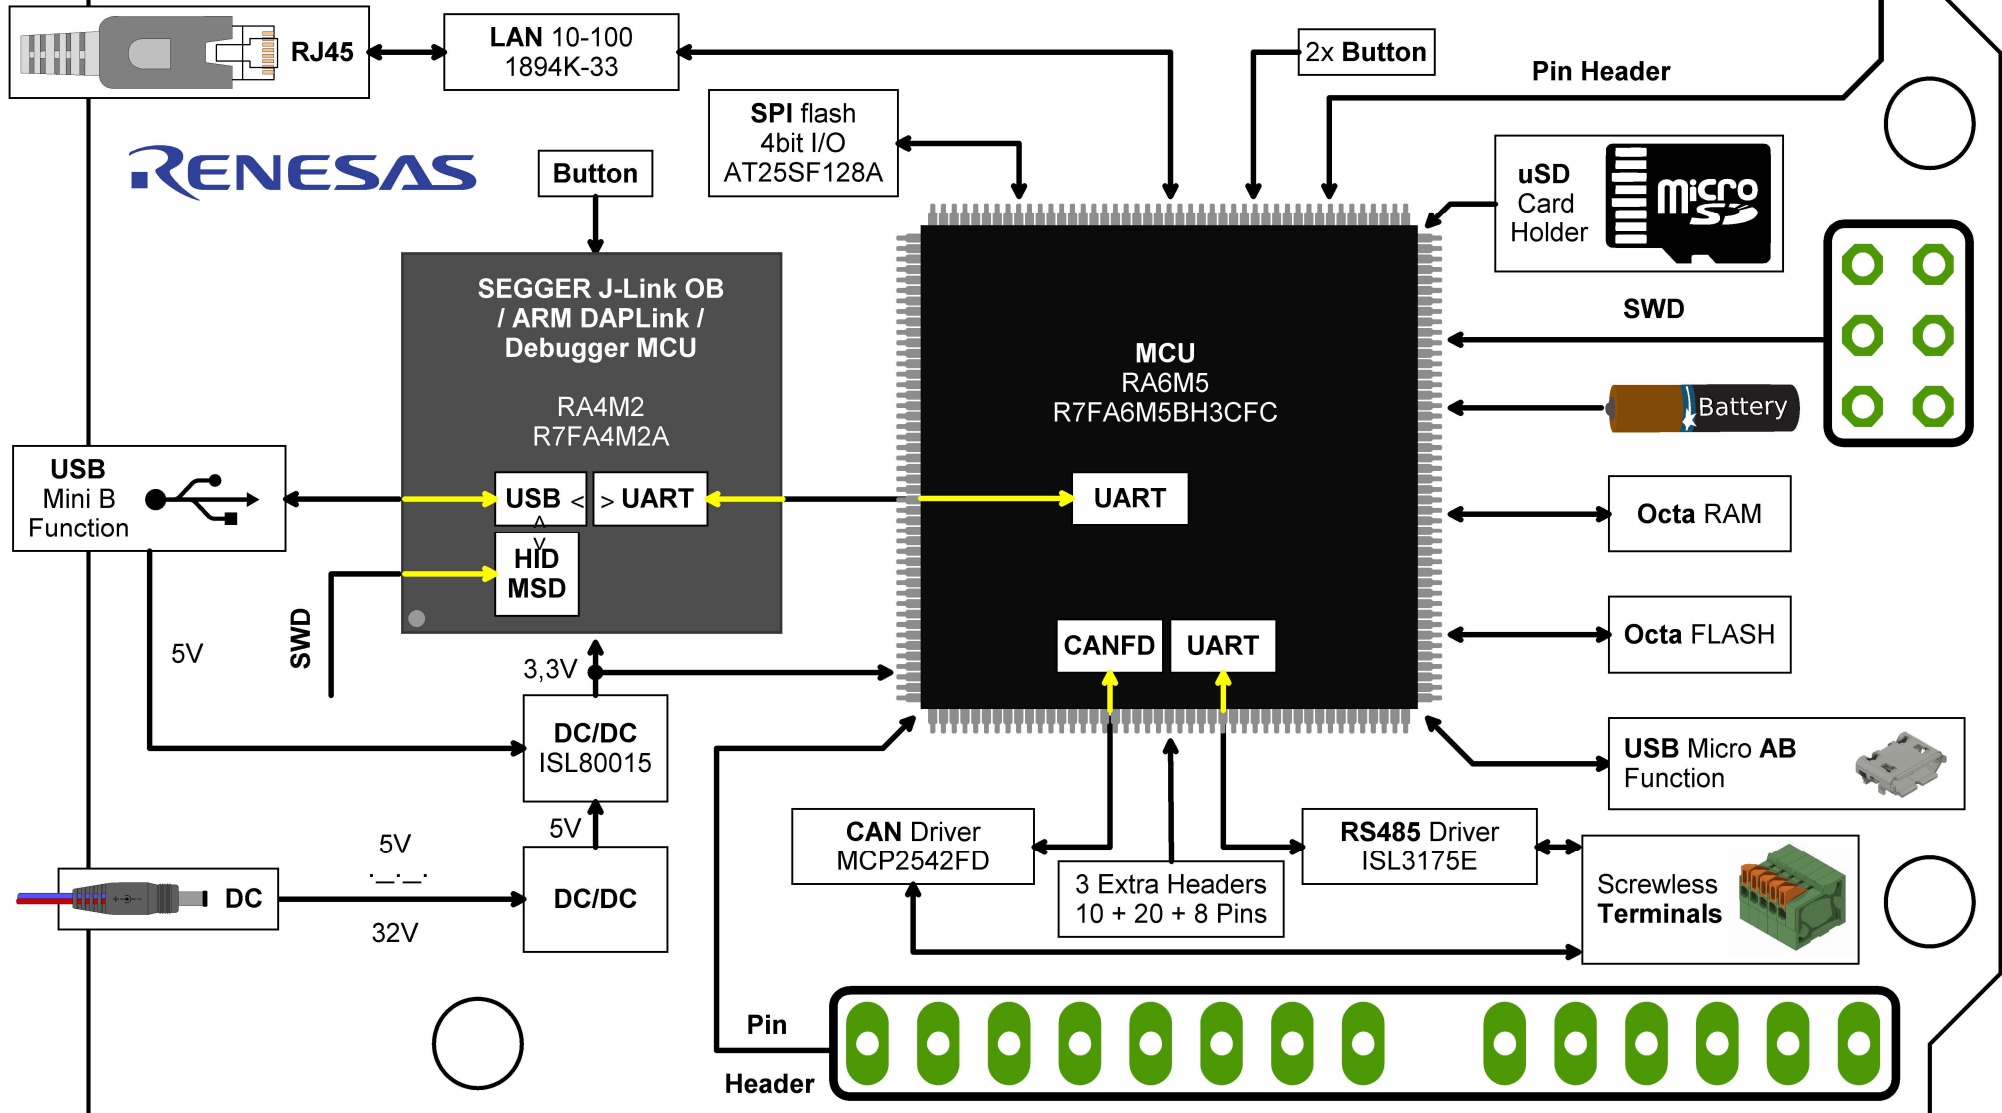 RJ45
LAN 10-100
1894K-33
2x Button
Pin Header
SPI flash
4bit I/O
AT25SF128A
RENESAS
Button
uSD
Card
Holder
micro
SD
SEGGER J-Link OB
/ ARM DAPLink /
Debugger MCU
RA4M2
R7FA4M2A
MCU
RA6M5
R7FA6M5BH3CFC
SWD
Battery
USB
Mini B
Function
USB < > UART
< >
HID
MSD
UART
Octa RAM
SWD
5V
3,3V
CANFD
UART
Octa FLASH
DC/DC
ISL80015
USB Micro AB
Function
5V
5V
._._.
32V
DC
DC/DC
CAN Driver
MCP2542FD
3 Extra Headers
10 + 20 + 8 Pins
RS485 Driver
ISL3175E
Screwless
Terminals
Pin
Header